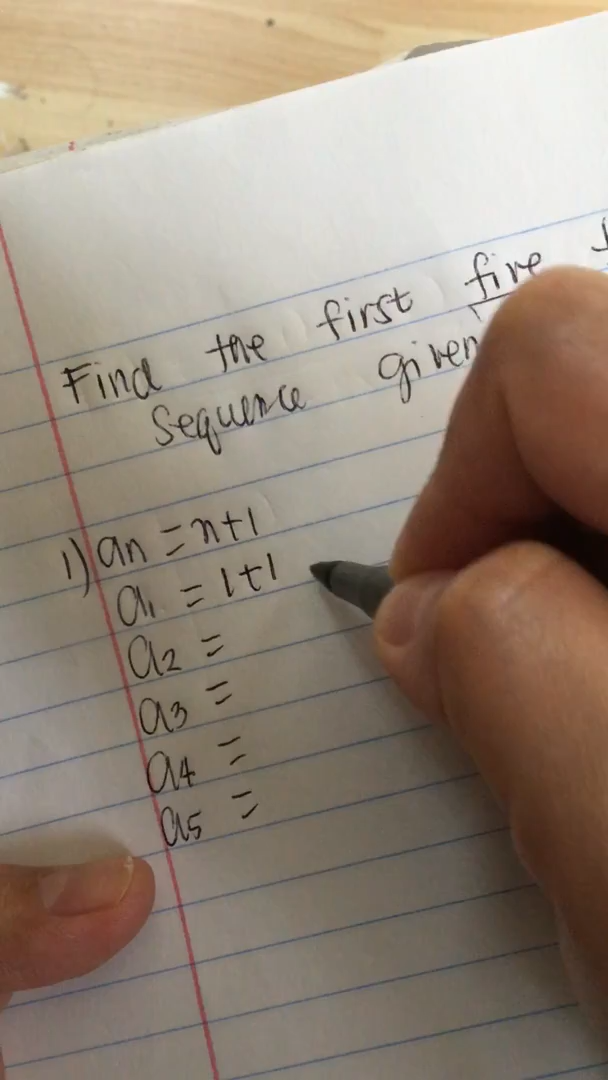 Find the first five
Sequence given
1) an = n+1
a1 = 1+1
a2 =
a3 =
a4 =
a5 =